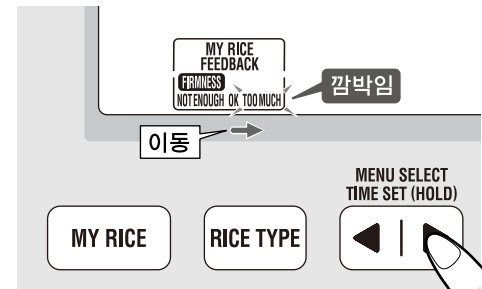 MY RICE
FEEDBACK
FIRMNESS
NOT ENOUGH OK TOO MUCH
깜박임
이동
MENU SELECT
TIME SET (HOLD)
MY RICE
RICE TYPE